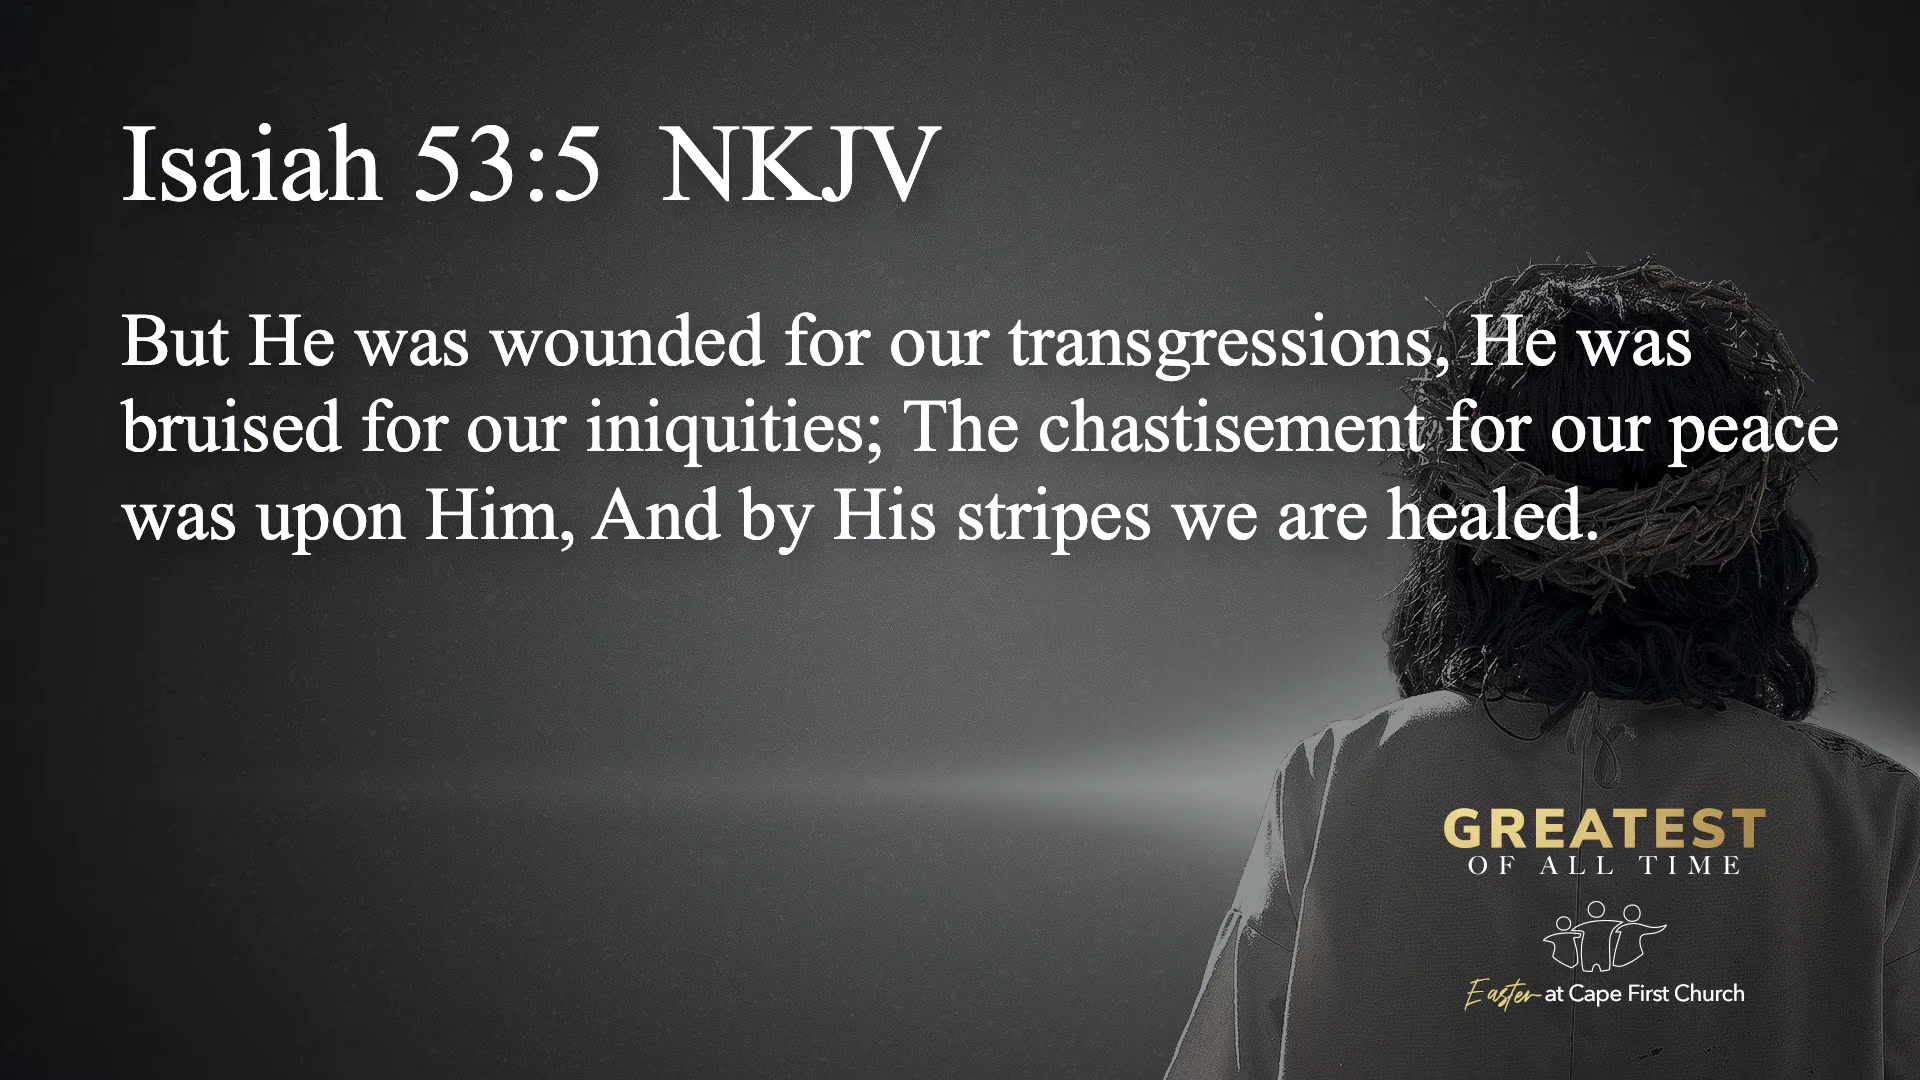 Isaiah 53:5  NKJV
But He was wounded for our transgressions, He was
bruised for our iniquities; The chastisement for our peace
was upon Him, And by His stripes we are healed.
GREATEST
OF ALL TIME
Easter at Cape First Church